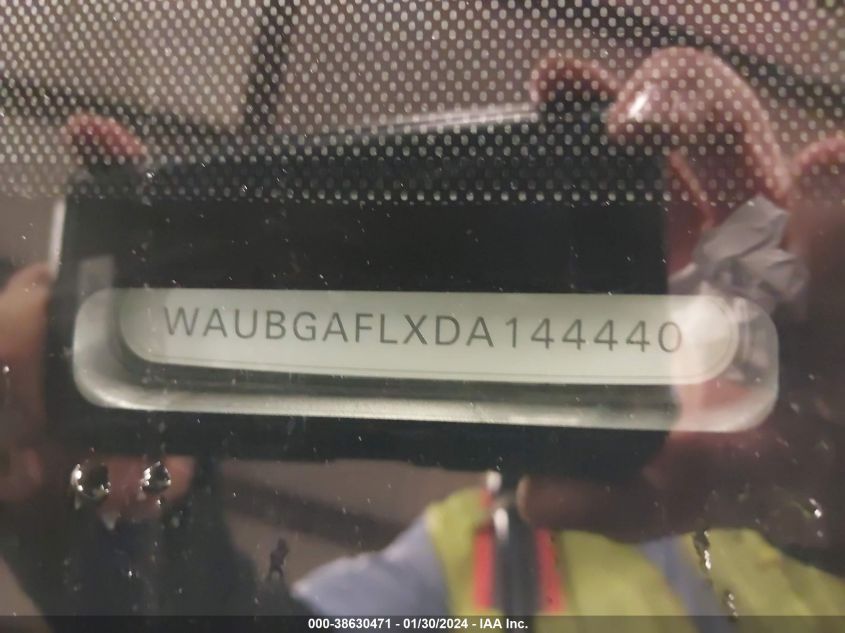 WAUBGAFLXDA144440
000-38630471 - 01/30/2024 - IAA Inc.